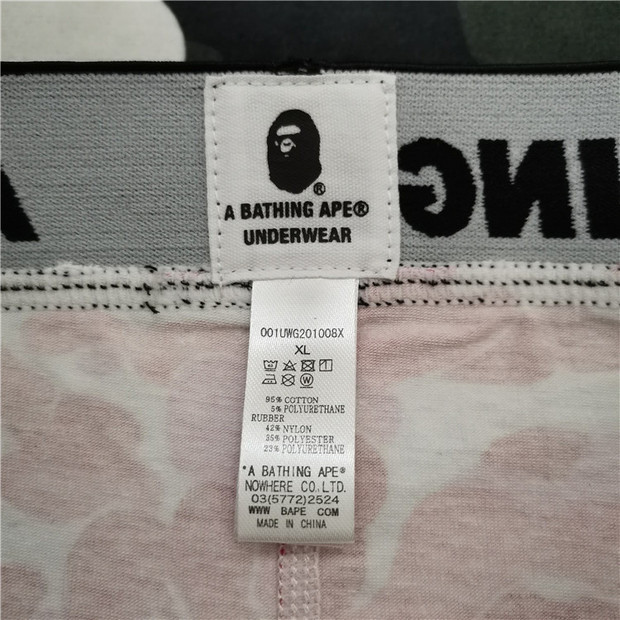 ®
A BATHING APE®
UNDERWEAR
ING
001UWG201008X
XL
W
95% COTTON
5% POLYURETHANE
RUBBER
42% NYLON
35% POLYESTER
23% POLYURETHANE
*A BATHING APE®
NOWHERE CO.,LTD.
03(5772)2524
WWW BAPE COM
MADE IN CHINA